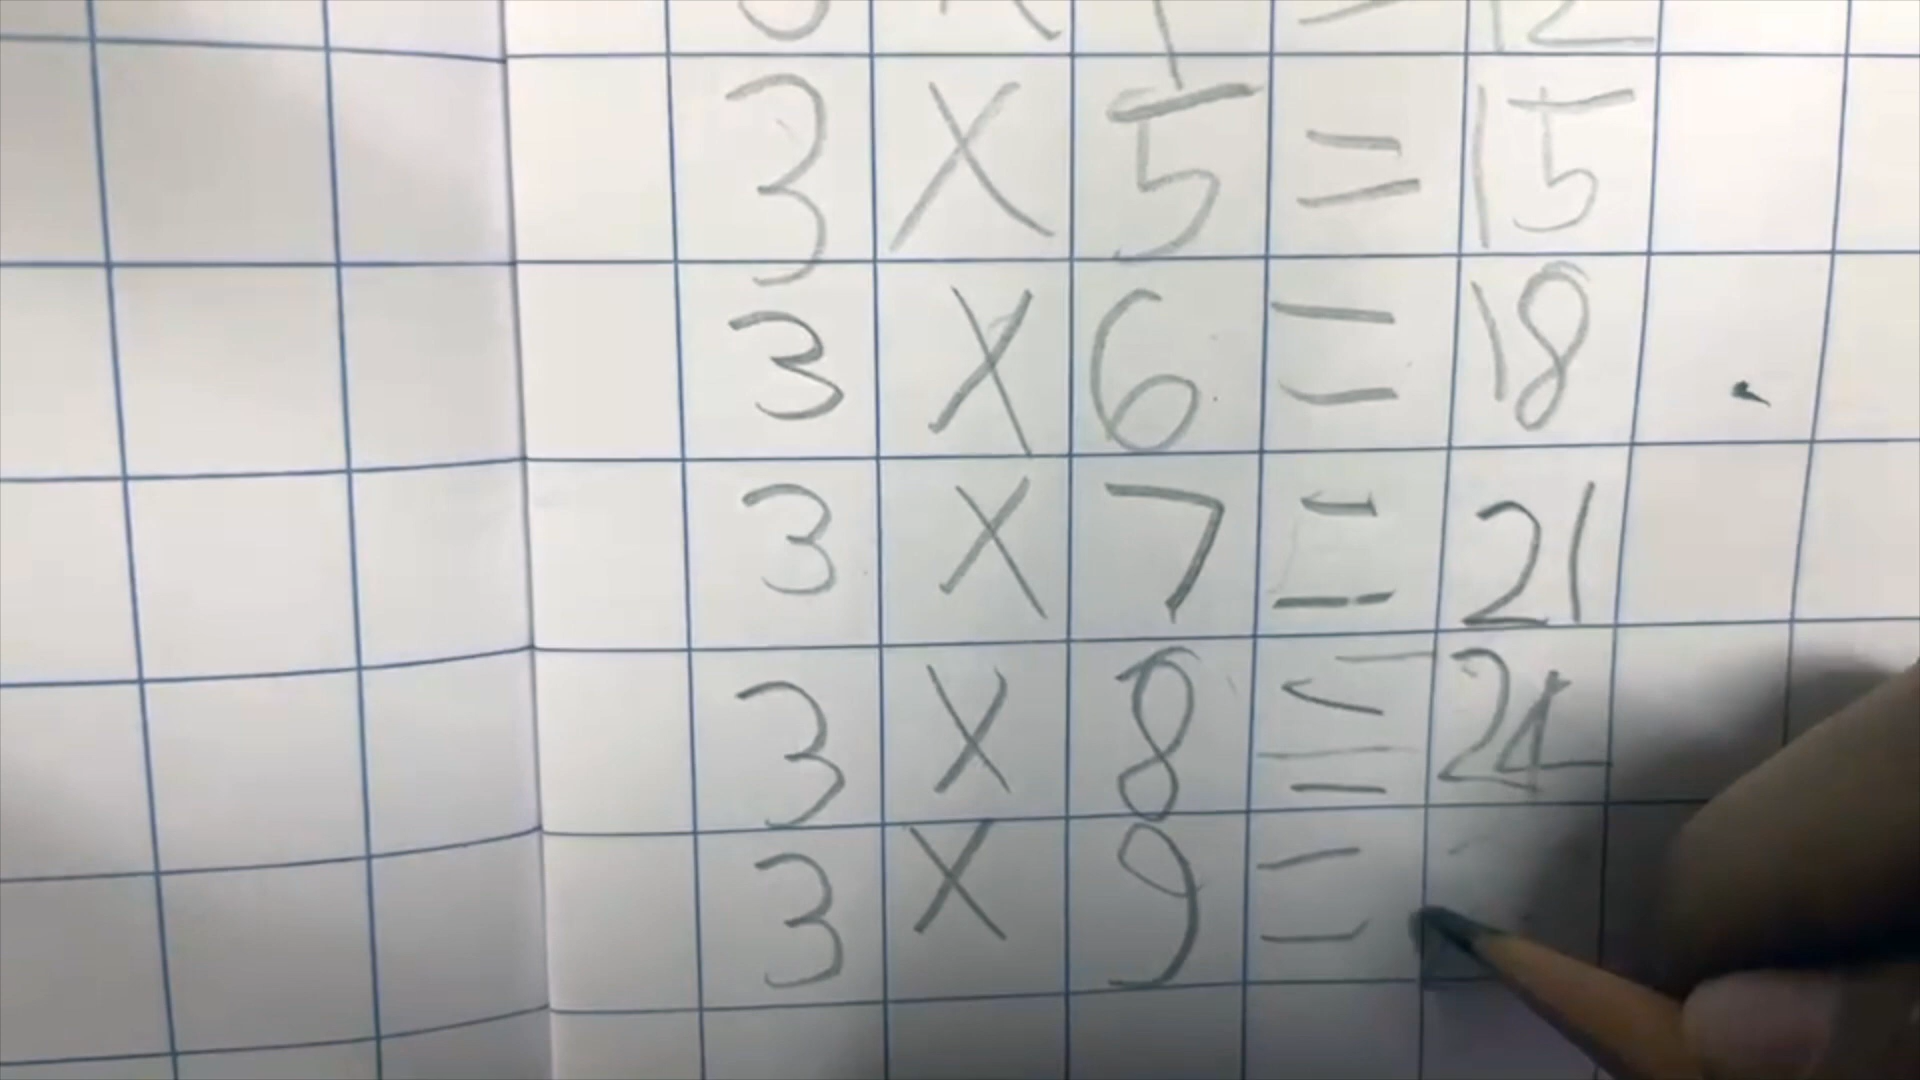 3 × 5 = 15
3 × 6 = 18
3 × 7 = 21
3 × 8 = 24
3 × 9 =